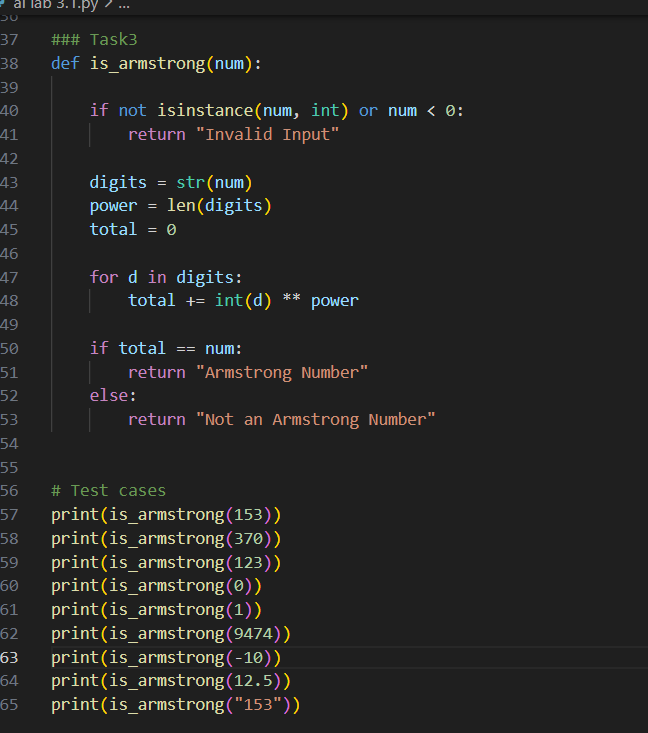 ai lab 3.1.py > ...
36
37 ### Task3
38 def is_armstrong(num):
39
40     if not isinstance(num, int) or num < 0:
41         return "Invalid Input"
42
43     digits = str(num)
44     power = len(digits)
45     total = 0
46
47     for d in digits:
48         total += int(d) ** power
49
50     if total == num:
51         return "Armstrong Number"
52     else:
53         return "Not an Armstrong Number"
54
55
56 # Test cases
57 print(is_armstrong(153))
58 print(is_armstrong(370))
59 print(is_armstrong(123))
60 print(is_armstrong(0))
61 print(is_armstrong(1))
62 print(is_armstrong(9474))
63 print(is_armstrong(-10))
64 print(is_armstrong(12.5))
65 print(is_armstrong("153"))